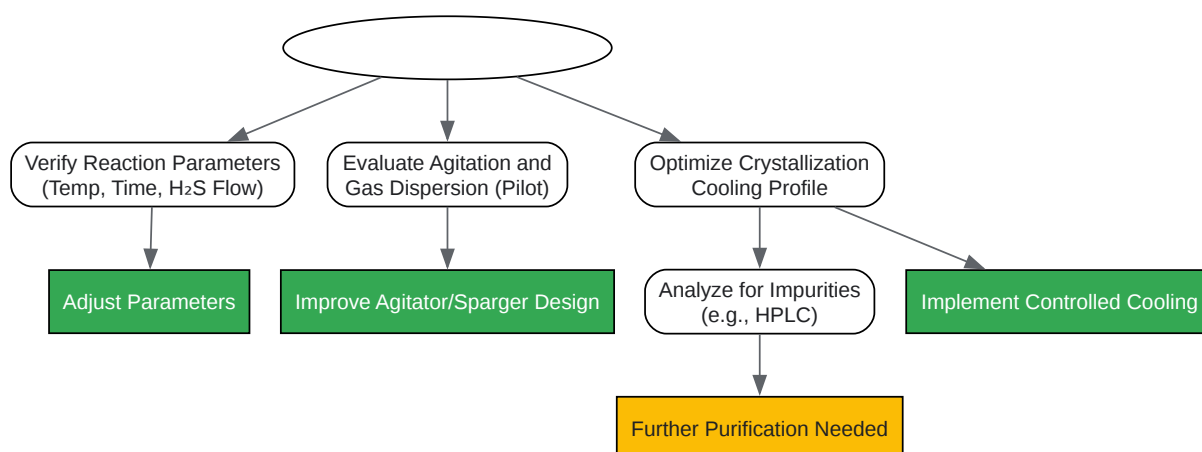 Verify Reaction Parameters
(Temp, Time, H₂S Flow)
Evaluate Agitation and
Gas Dispersion (Pilot)
Optimize Crystallization
Cooling Profile
Adjust Parameters
Improve Agitator/Sparger Design
Analyze for Impurities
(e.g., HPLC)
Implement Controlled Cooling
Further Purification Needed